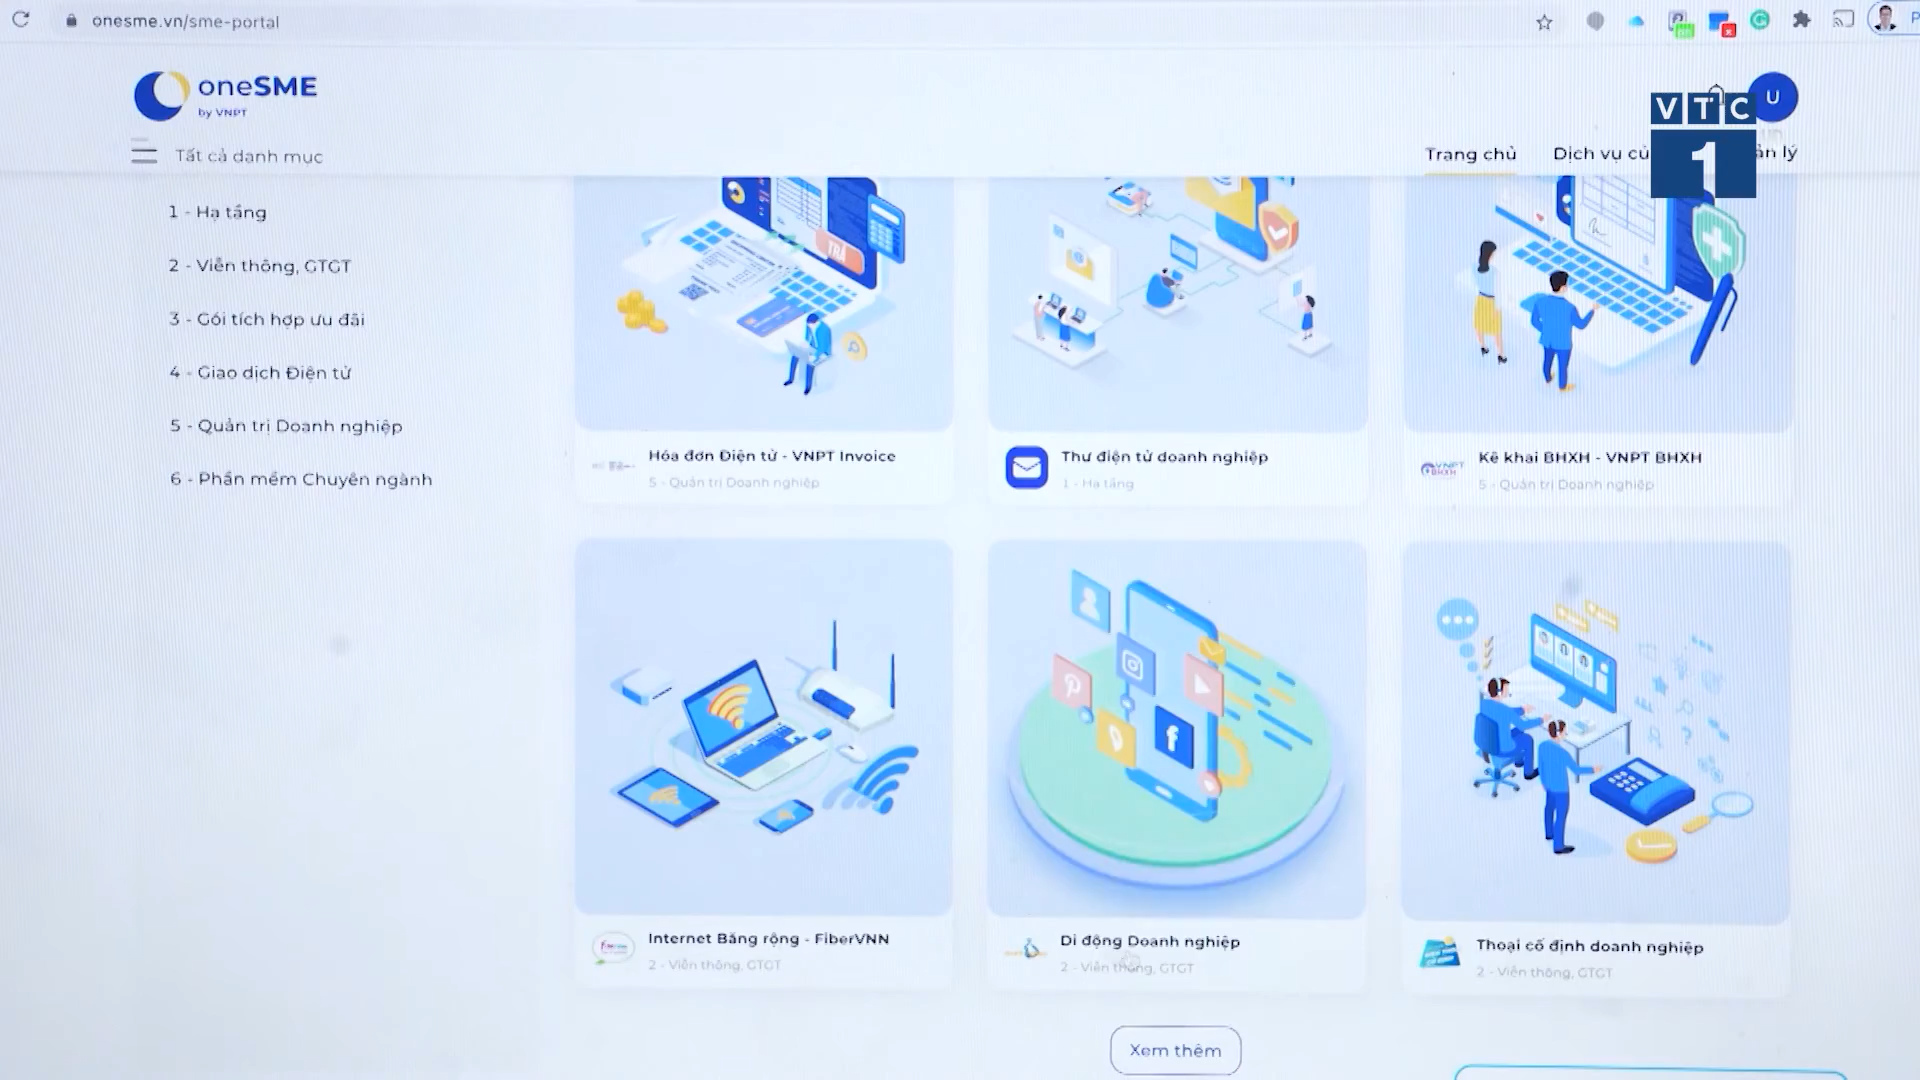 onesme.vn/sme-portal
oneSME
by VNPT
U
VTC
1
Tất cả danh mục
Trang chủ
Dịch vụ củ
ản lý
1 - Hạ tầng
2 - Viễn thông, GTGT
3 - Gói tích hợp ưu đãi
4 - Giao dịch Điện tử
5 - Quản trị Doanh nghiệp
6 - Phần mềm Chuyên ngành
TRẢ
Hóa đơn Điện tử - VNPT Invoice
5 - Quản trị Doanh nghiệp
Thư điện tử doanh nghiệp
1 - Hạ tầng
VNPT
BHXH
Kê khai BHXH - VNPT BHXH
5 - Quản trị Doanh nghiệp
Internet Băng rộng - FiberVNN
2 - Viễn thông, GTGT
Di động Doanh nghiệp
2 - Viễn thông, GTGT
Thoại cố định doanh nghiệp
2 - Viễn thông, GTGT
Xem thêm